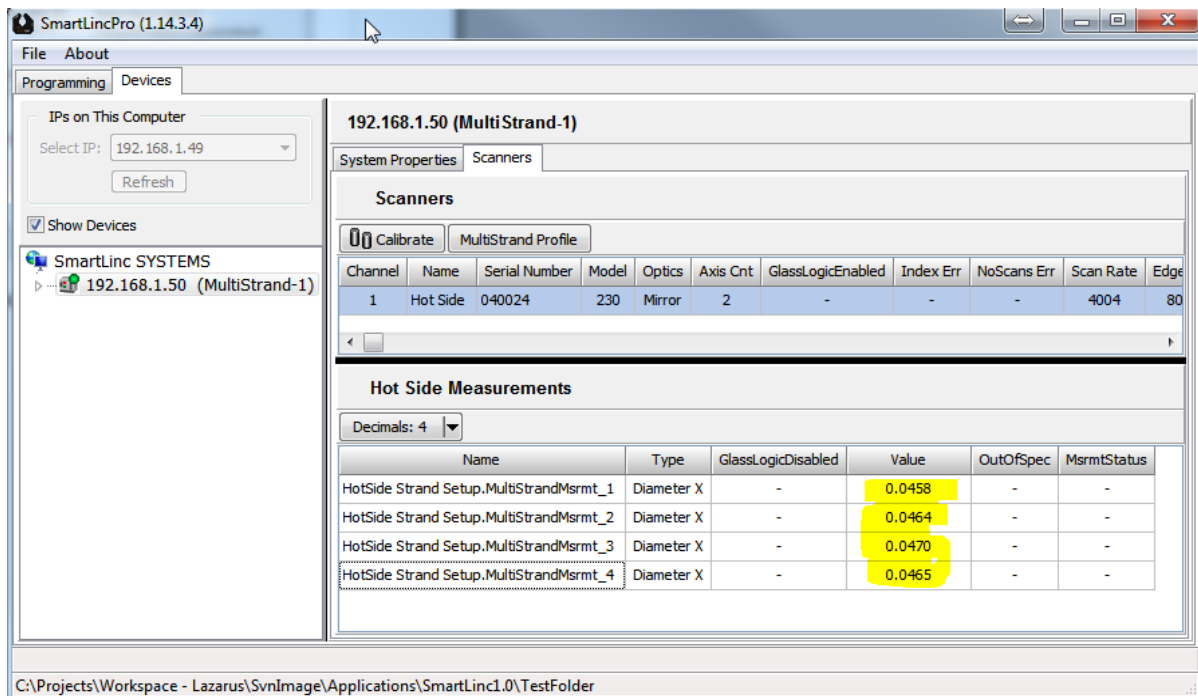 SmartLincPro (1.14.3.4)
File About
Programming Devices
IPs on This Computer
Select IP: 192.168.1.49
Refresh
Show Devices
SmartLinc SYSTEMS
192.168.1.50 (MultiStrand-1)
192.168.1.50 (MultiStrand-1)
System Properties Scanners
Scanners
Calibrate MultiStrand Profile
Channel Name Serial Number Model Optics Axis Cnt GlassLogicEnabled Index Err NoScans Err Scan Rate Edge
1 Hot Side 040024 230 Mirror 2 - - - 4004 80
Hot Side Measurements
Decimals: 4
Name Type GlassLogicDisabled Value OutOfSpec MsrmtStatus
HotSide Strand Setup.MultiStrandMsrmt_1 Diameter X - 0.0458 - -
HotSide Strand Setup.MultiStrandMsrmt_2 Diameter X - 0.0464 - -
HotSide Strand Setup.MultiStrandMsrmt_3 Diameter X - 0.0470 - -
HotSide Strand Setup.MultiStrandMsrmt_4 Diameter X - 0.0465 - -
C:\Projects\Workspace - Lazarus\SvnImage\Applications\SmartLinc1.0\TestFolder